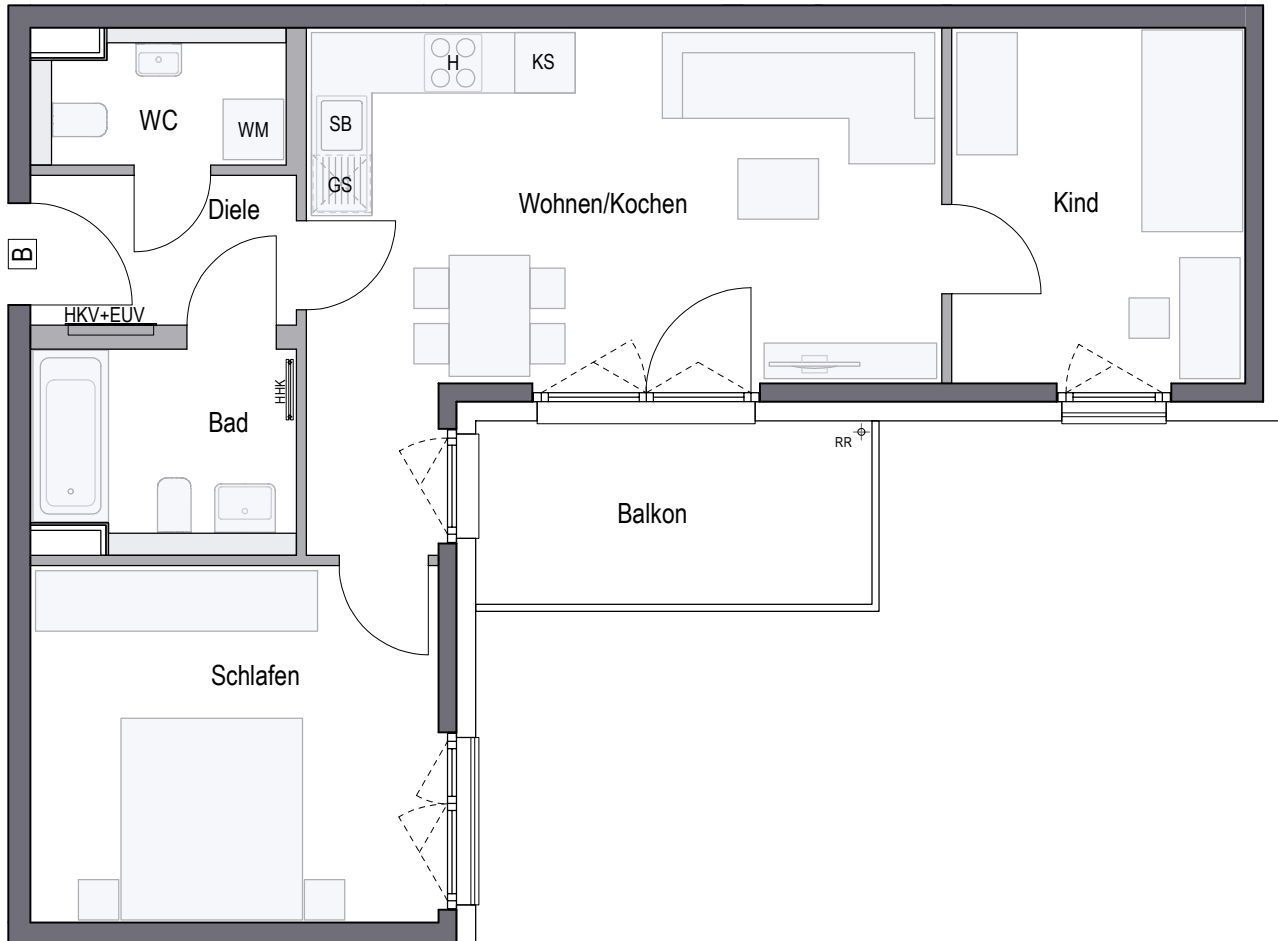 H
KS
WC
WM
SB
GS
Diele
Wohnen/Kochen
Kind
B
HKV+EUV
HHK
Bad
RR
Balkon
Schlafen